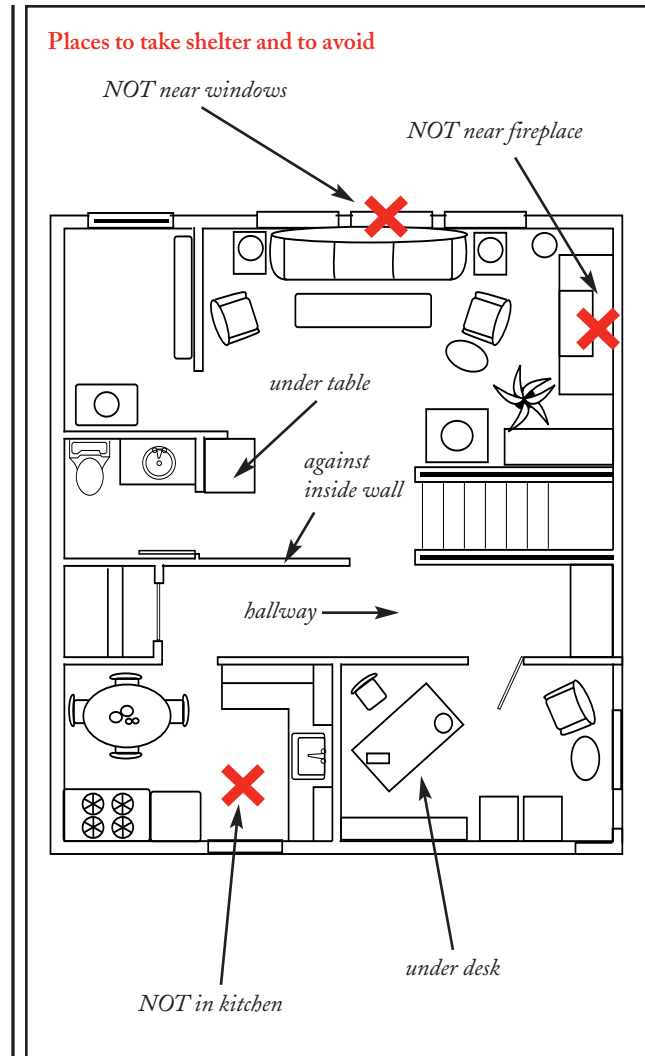 Places to take shelter and to avoid
NOT near windows
NOT near fireplace
under table
against
inside wall
hallway
under desk
NOT in kitchen